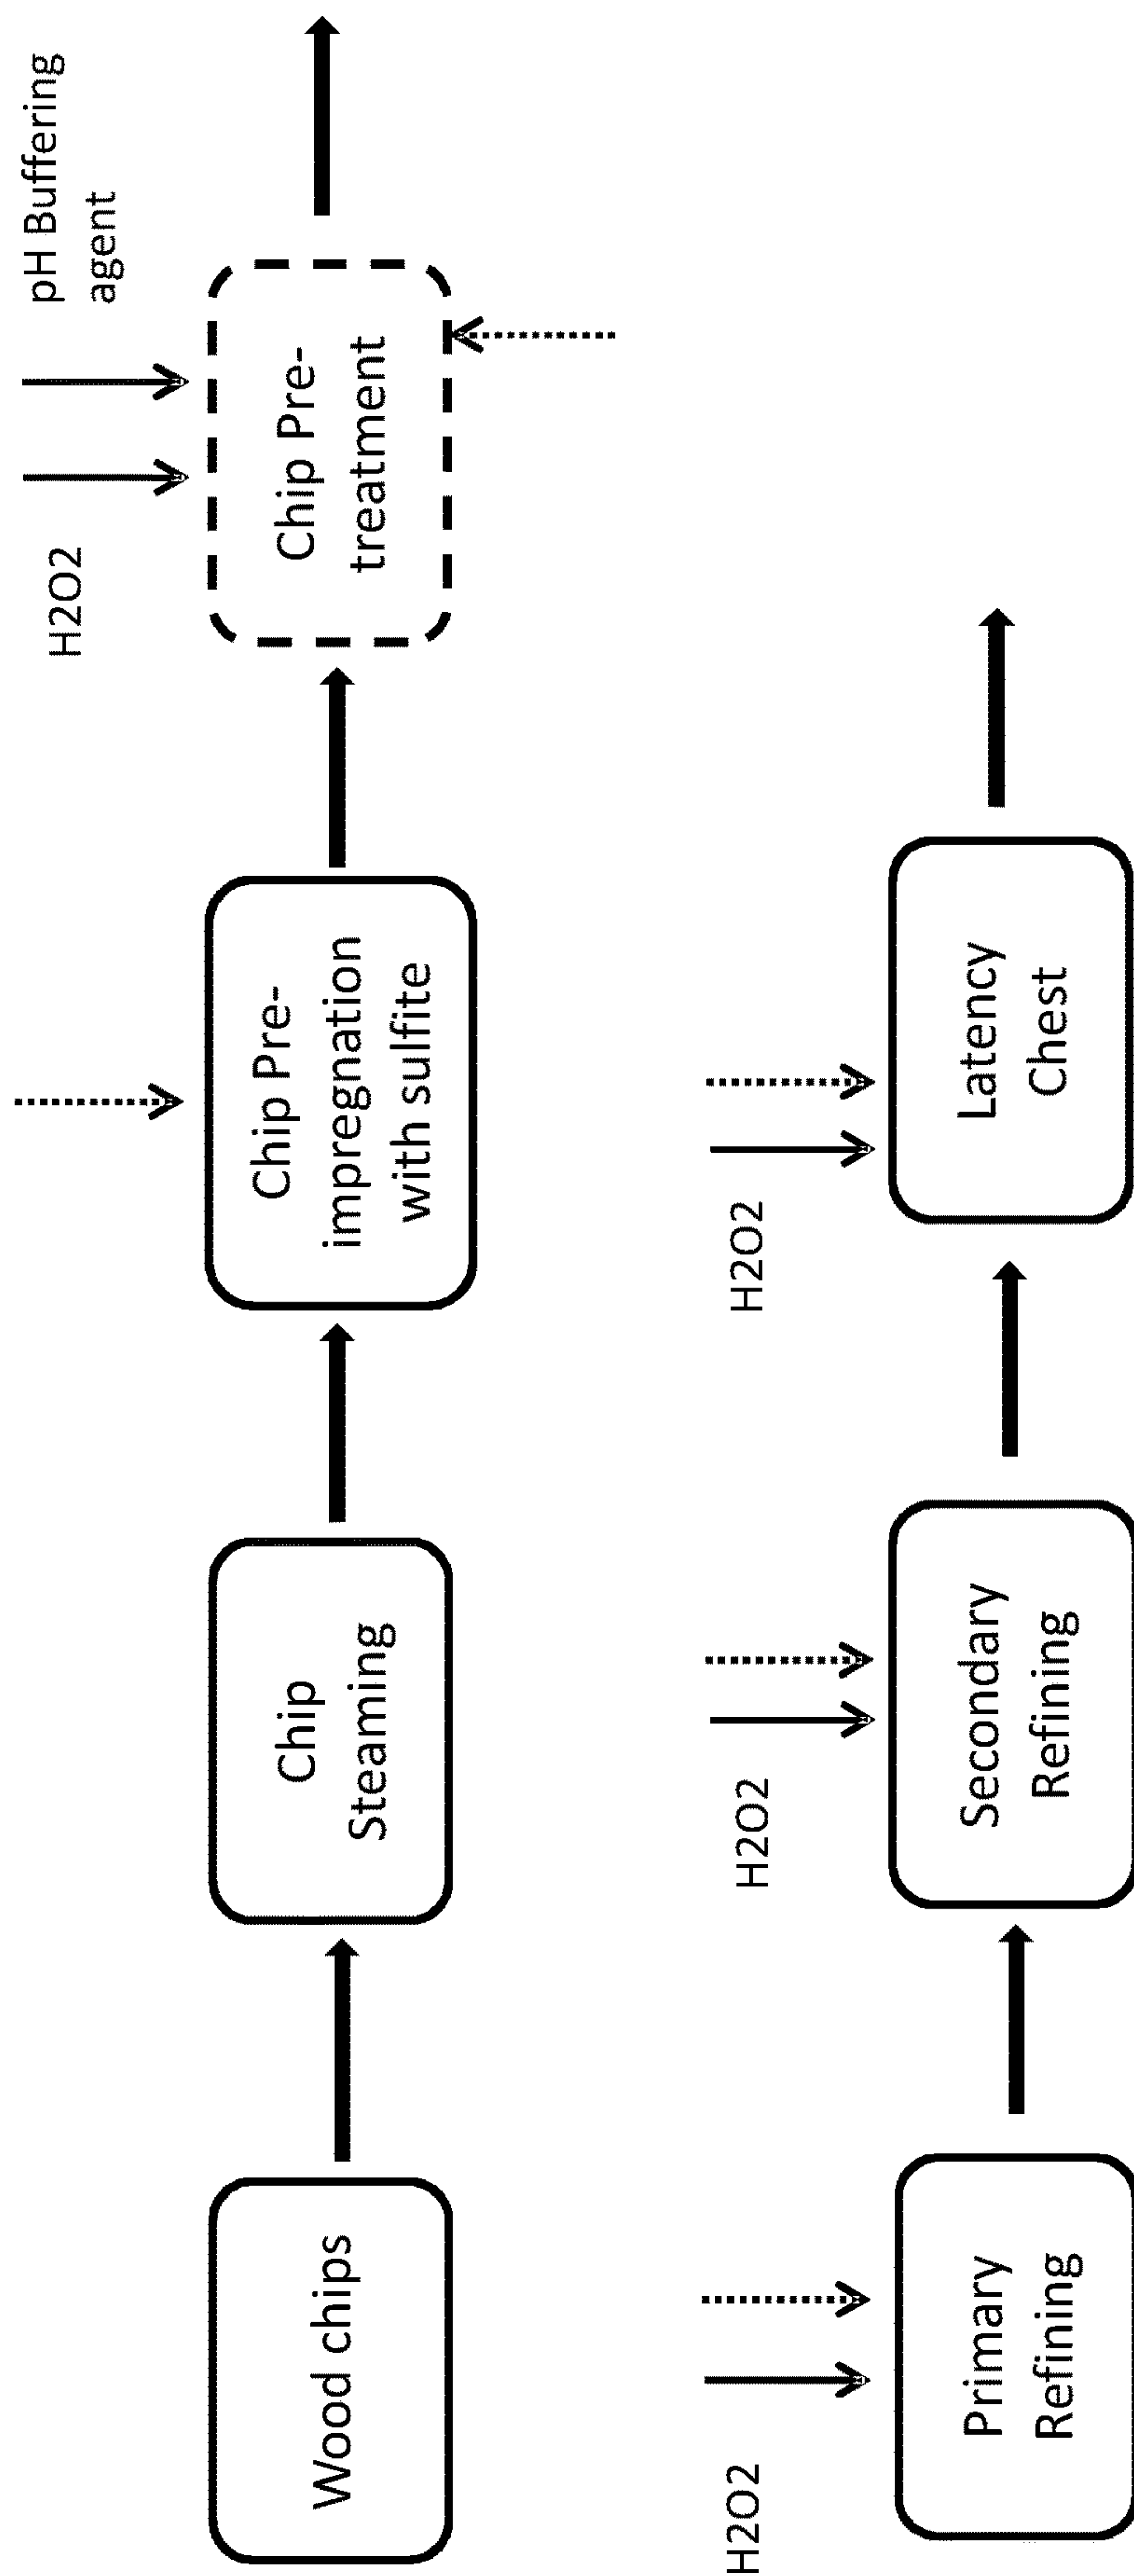 Wood chips
Chip
Steaming
Chip Pre-
impregnation
with sulfite
H2O2
pH Buffering
agent
Chip Pre-
treatment
H2O2
Primary
Refining
H2O2
Secondary
Refining
H2O2
Latency
Chest